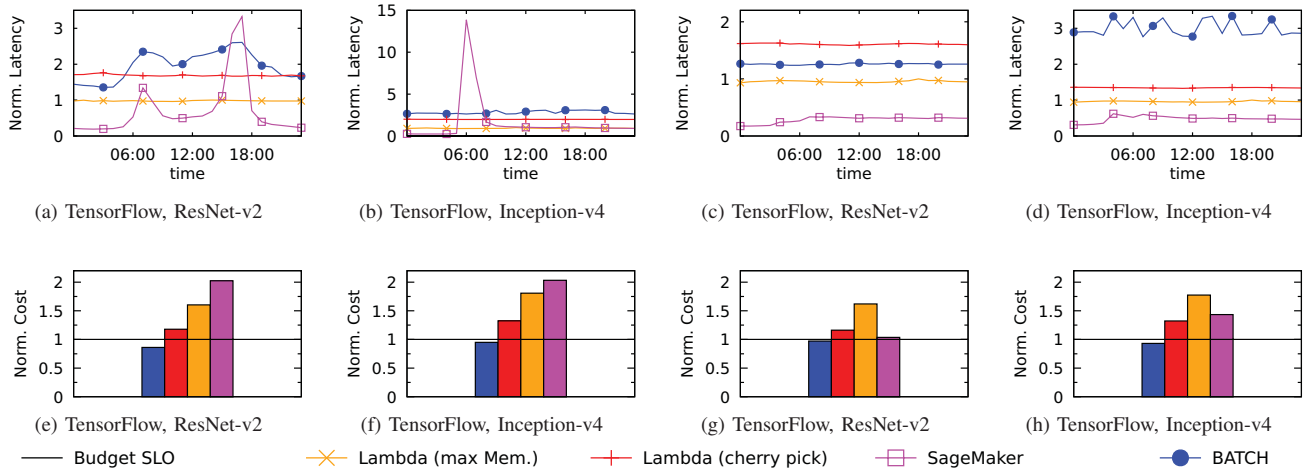 Norm. Latency
3
2
1
0
06:00 12:00 18:00
time
(a) TensorFlow, ResNet-v2
Norm. Latency
15
10
5
0
06:00 12:00 18:00
time
(b) TensorFlow, Inception-v4
Norm. Latency
2
1
0
06:00 12:00 18:00
time
(c) TensorFlow, ResNet-v2
Norm. Latency
3
2
1
0
06:00 12:00 18:00
time
(d) TensorFlow, Inception-v4
Norm. Cost
2
1.5
1
0.5
0
(e) TensorFlow, ResNet-v2
Norm. Cost
2
1.5
1
0.5
0
(f) TensorFlow, Inception-v4
Norm. Cost
2
1.5
1
0.5
0
(g) TensorFlow, ResNet-v2
Norm. Cost
2
1.5
1
0.5
0
(h) TensorFlow, Inception-v4
Budget SLO Lambda (max Mem.) Lambda (cherry pick) SageMaker BATCH